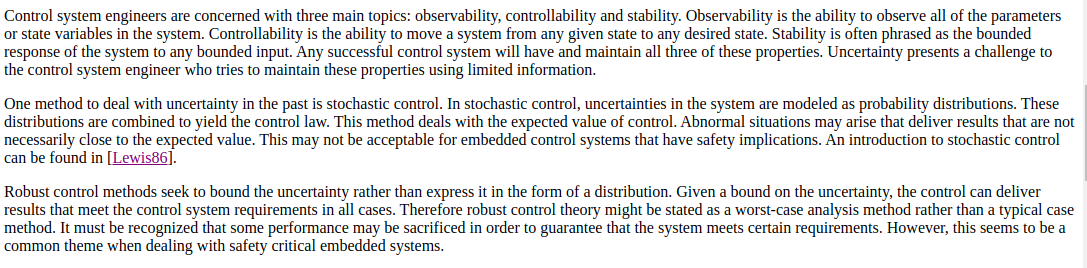 Control system engineers are concerned with three main topics: observability, controllability and stability. Observability is the ability to observe all of the parameters
or state variables in the system. Controllability is the ability to move a system from any given state to any desired state. Stability is often phrased as the bounded
response of the system to any bounded input. Any successful control system will have and maintain all three of these properties. Uncertainty presents a challenge to
the control system engineer who tries to maintain these properties using limited information.
One method to deal with uncertainty in the past is stochastic control. In stochastic control, uncertainties in the system are modeled as probability distributions. These
distributions are combined to yield the control law. This method deals with the expected value of control. Abnormal situations may arise that deliver results that are not
necessarily close to the expected value. This may not be acceptable for embedded control systems that have safety implications. An introduction to stochastic control
can be found in [Lewis86].
Robust control methods seek to bound the uncertainty rather than express it in the form of a distribution. Given a bound on the uncertainty, the control can deliver
results that meet the control system requirements in all cases. Therefore robust control theory might be stated as a worst-case analysis method rather than a typical case
method. It must be recognized that some performance may be sacrificed in order to guarantee that the system meets certain requirements. However, this seems to be a
common theme when dealing with safety critical embedded systems.